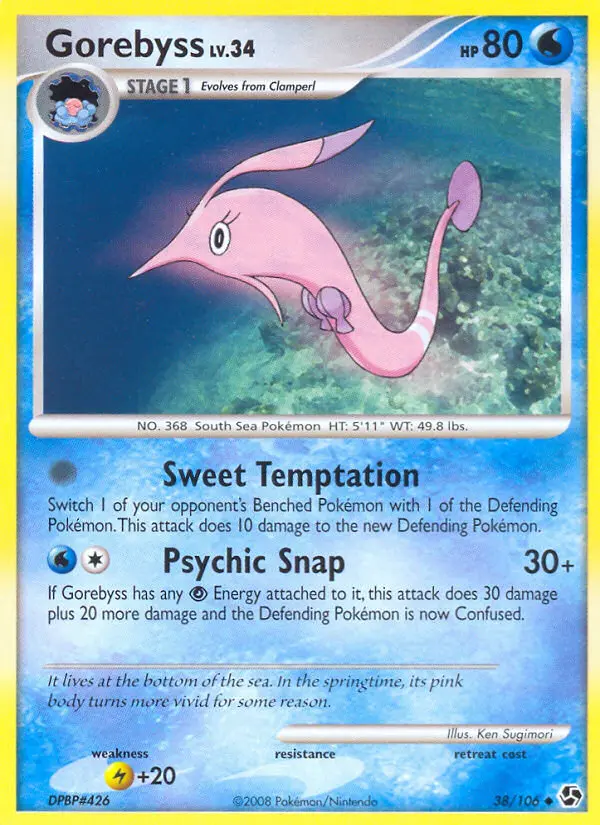 Gorebyss LV.34
HP 80
STAGE 1 Evolves from Clamperl
NO. 368 South Sea Pokémon HT: 5'11" WT: 49.8 lbs.
Sweet Temptation
Switch 1 of your opponent's Benched Pokémon with 1 of the Defending
Pokémon. This attack does 10 damage to the new Defending Pokémon.
Psychic Snap 30+
If Gorebyss has any Energy attached to it, this attack does 30 damage
plus 20 more damage and the Defending Pokémon is now Confused.
It lives at the bottom of the sea. In the springtime, its pink
body turns more vivid for some reason.
Illus. Ken Sugimori
weakness resistance retreat cost
+20
DPBP#426 ©2008 Pokémon/Nintendo 38/106